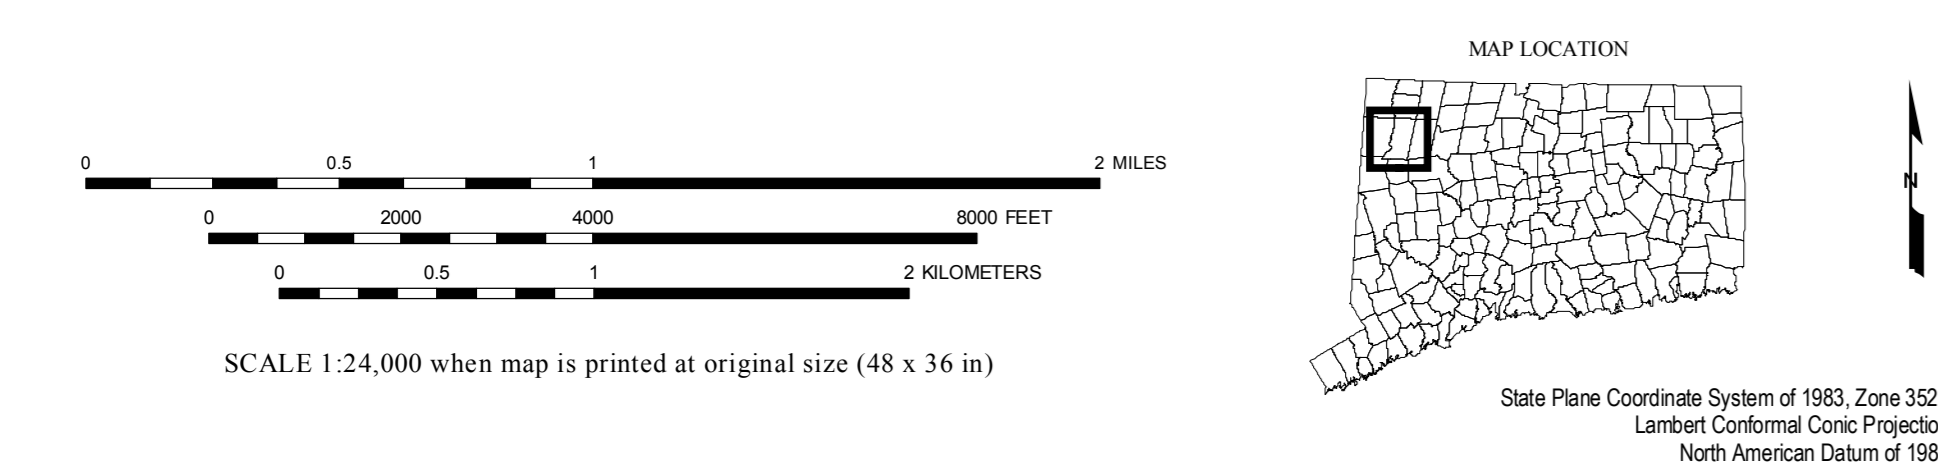 MAP LOCATION
0 0.5 1 2 MILES
0 2000 4000 8000 FEET
0 0.5 1 2 KILOMETERS
N
SCALE 1:24,000 when map is printed at original size (48 x 36 in)
State Plane Coordinate System of 1983, Zone 352
Lambert Conformal Conic Projectio
North American Datum of 198